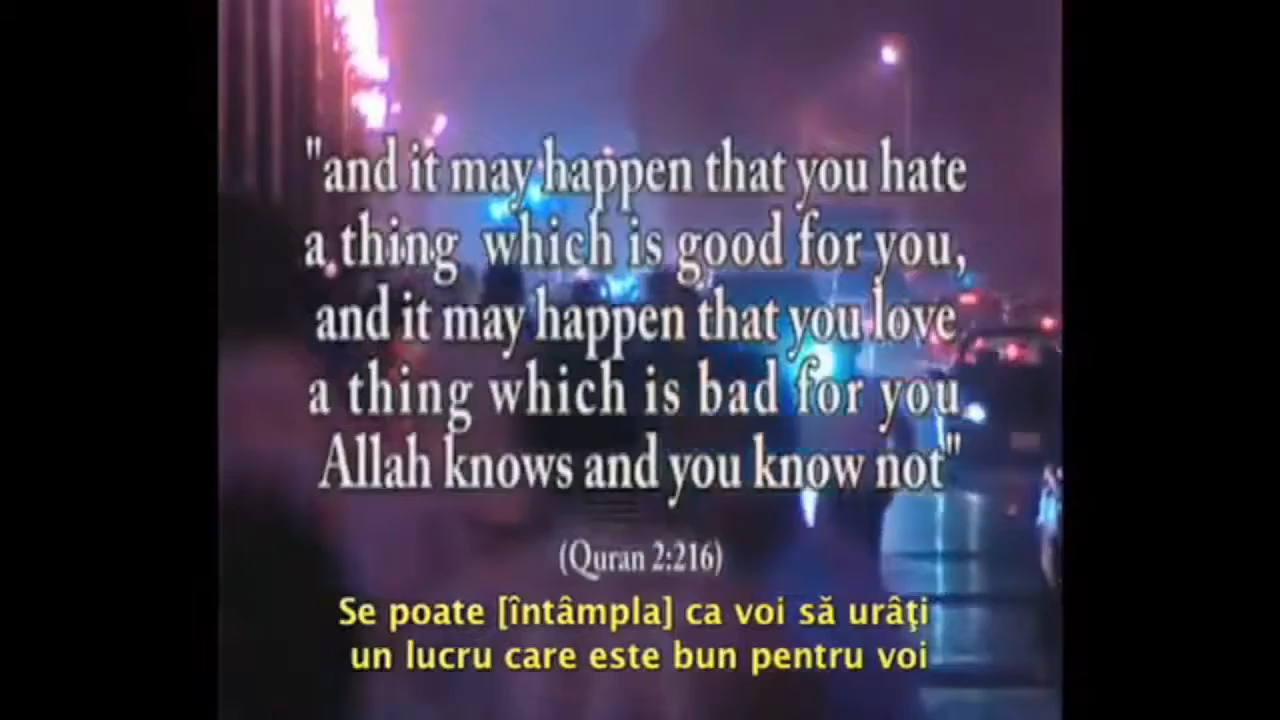 "and it may happen that you hate
a thing which is good for you,
and it may happen that you love
a thing which is bad for you
Allah knows and you know not"
(Quran 2:216)
Se poate [întâmpla] ca voi să urâţi
un lucru care este bun pentru voi